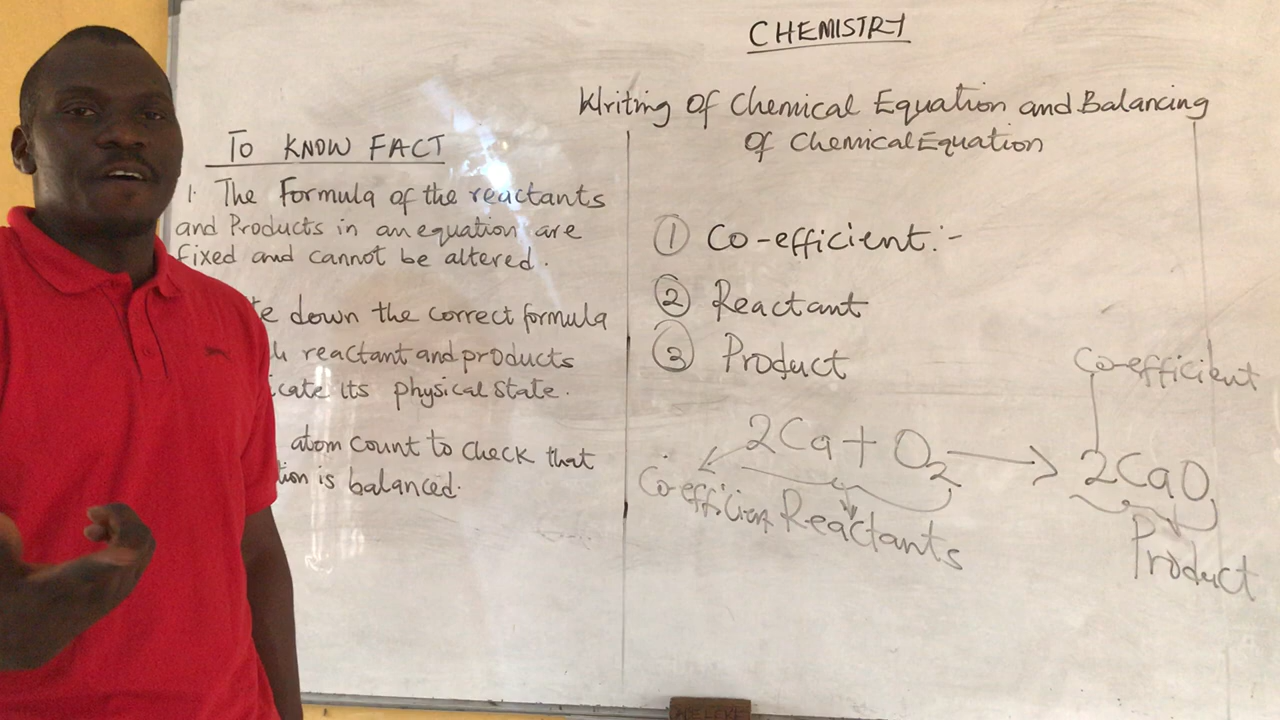 CHEMISTRY
Writing Of Chemical Equation and Balancing
Of Chemical Equation
TO KNOW FACT
1. The Formula of the reactants
and Products in an equation are
fixed and cannot be altered.
down the correct formula
reactant and products
its physical state.
atom count to check that
is balanced.
① Co-efficient:-
② Reactant
③ Product
Co-efficient
2Ca + O₂ → 2CaO
Co-efficient Reactants
Product